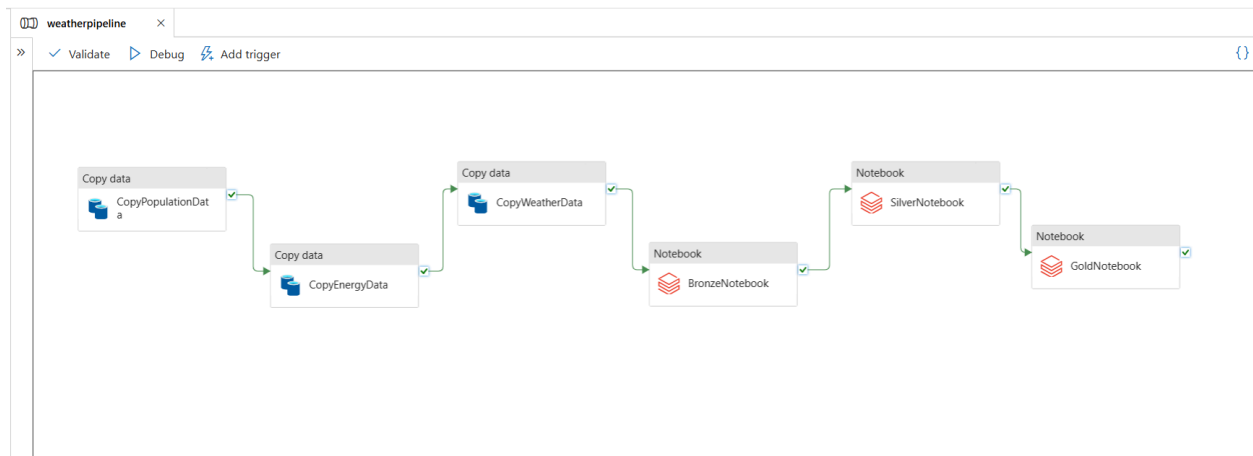 weatherpipeline
Validate
Debug
Add trigger
{}
Copy data
CopyPopulationDat
a
Copy data
CopyEnergyData
Copy data
CopyWeatherData
Notebook
BronzeNotebook
Notebook
SilverNotebook
Notebook
GoldNotebook